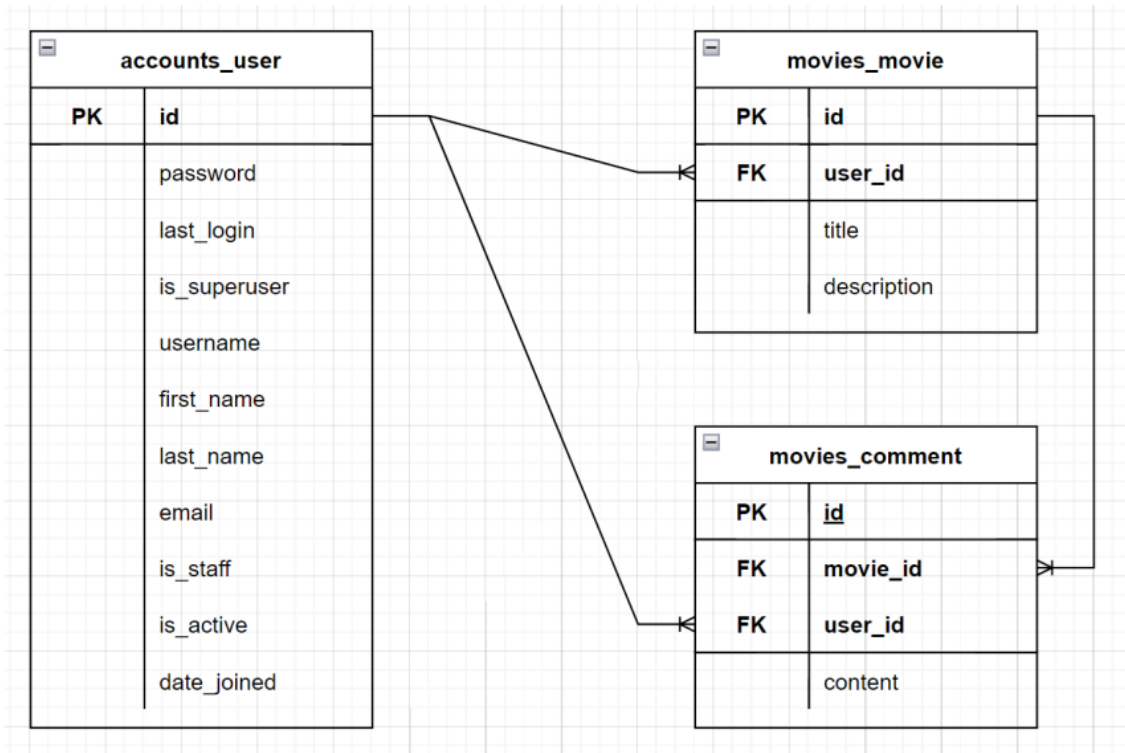 accounts_user
PK id
password
last_login
is_superuser
username
first_name
last_name
email
is_staff
is_active
date_joined
movies_movie
PK id
FK user_id
title
description
movies_comment
PK id
FK movie_id
FK user_id
content